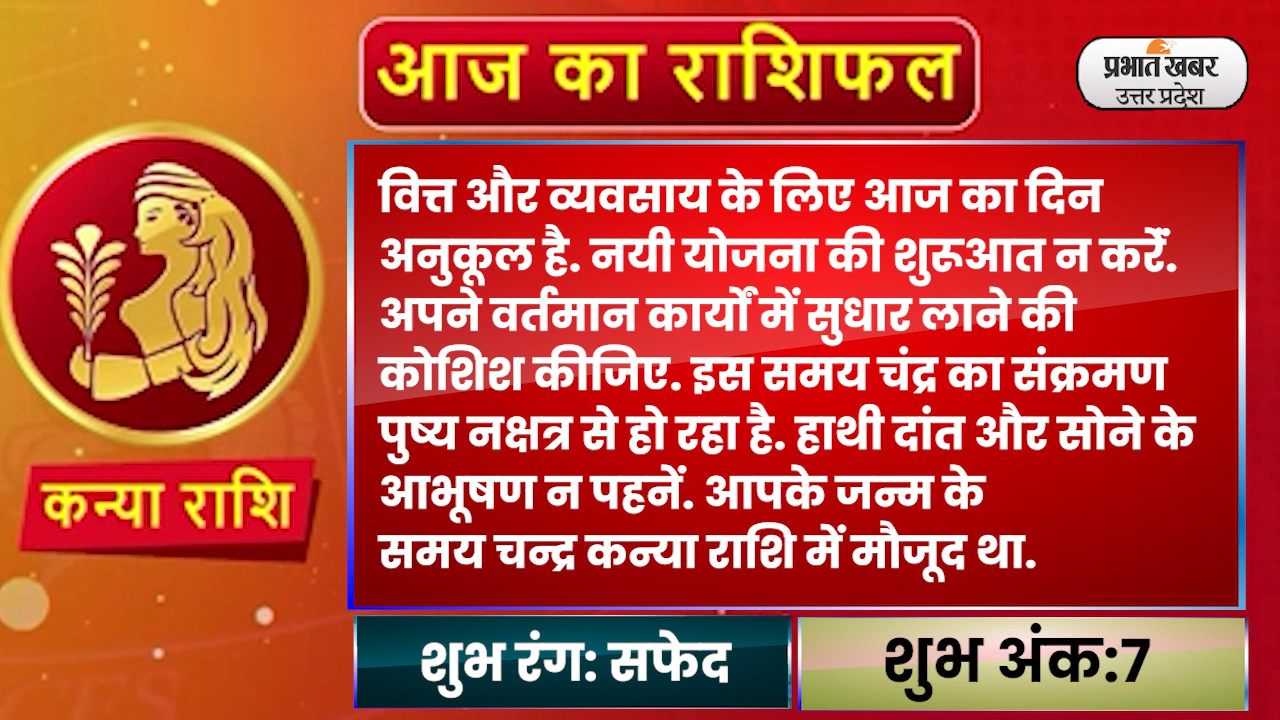 आज का राशिफल
प्रभात खबर
उत्तर प्रदेश
वित्त और व्यवसाय के लिए आज का दिन
अनुकूल है. नयी योजना की शुरूआत न करेंं.
अपने वर्तमान कार्यों में सुधार लाने की
कोशिश कीजिए. इस समय चंद्र का संक्रमण
पुष्य नक्षत्र से हो रहा है. हाथी दांत और सोने के
आभूषण न पहनें. आपके जन्म के
समय चन्द्र कन्या राशि में मौजूद था.
कन्या राशि
शुभ रंग: सफेद
शुभ अंक:7